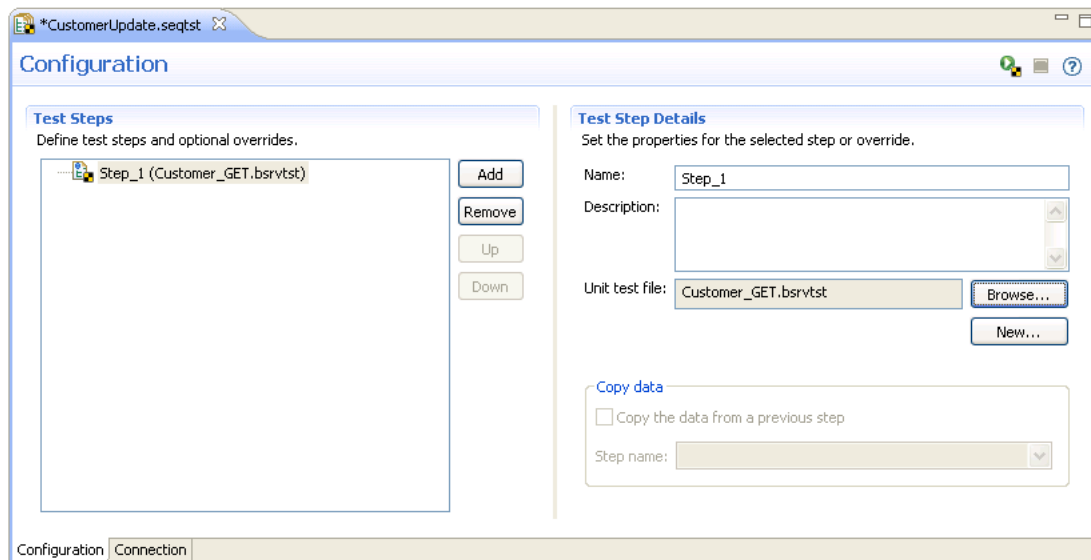 *CustomerUpdate.seqtst
Configuration
Test Steps
Define test steps and optional overrides.
Step_1 (Customer_GET.bsrvtst)
Add
Remove
Up
Down
Test Step Details
Set the properties for the selected step or override.
Name: Step_1
Description:
Unit test file: Customer_GET.bsrvtst Browse...
New...
Copy data
Copy the data from a previous step
Step name:
Configuration Connection